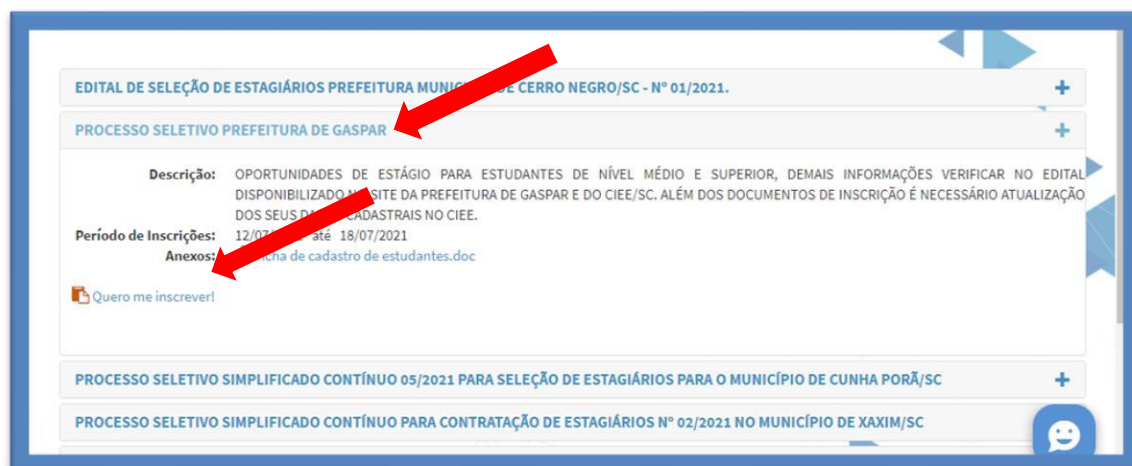 EDITAL DE SELEÇÃO DE ESTAGIÁRIOS PREFEITURA DE CERRO NEGRO/SC - Nº 01/2021.
PROCESSO SELETIVO PREFEITURA DE GASPAR
Descrição: OPORTUNIDADES DE ESTÁGIO PARA ESTUDANTES DE NÍVEL MÉDIO E SUPERIOR, DEMAIS INFORMAÇÕES VERIFICAR NO EDITAL
DISPONIBILIZADO SITE DA PREFEITURA DE GASPAR E DO CIEE/SC. ALÉM DOS DOCUMENTOS DE INSCRIÇÃO É NECESSÁRIO ATUALIZAÇÃO
DOS SEUS CADASTRAIS NO CIEE.
Período de Inscrições: até 18/07/2021
Anexos: de cadastro de estudantes.doc
Quero me inscrever!
PROCESSO SELETIVO SIMPLIFICADO CONTÍNUO 05/2021 PARA SELEÇÃO DE ESTAGIÁRIOS PARA O MUNICÍPIO DE CUNHA PORÃ/SC
PROCESSO SELETIVO SIMPLIFICADO CONTÍNUO PARA CONTRATAÇÃO DE ESTAGIÁRIOS Nº 02/2021 NO MUNICÍPIO DE XAXIM/SC